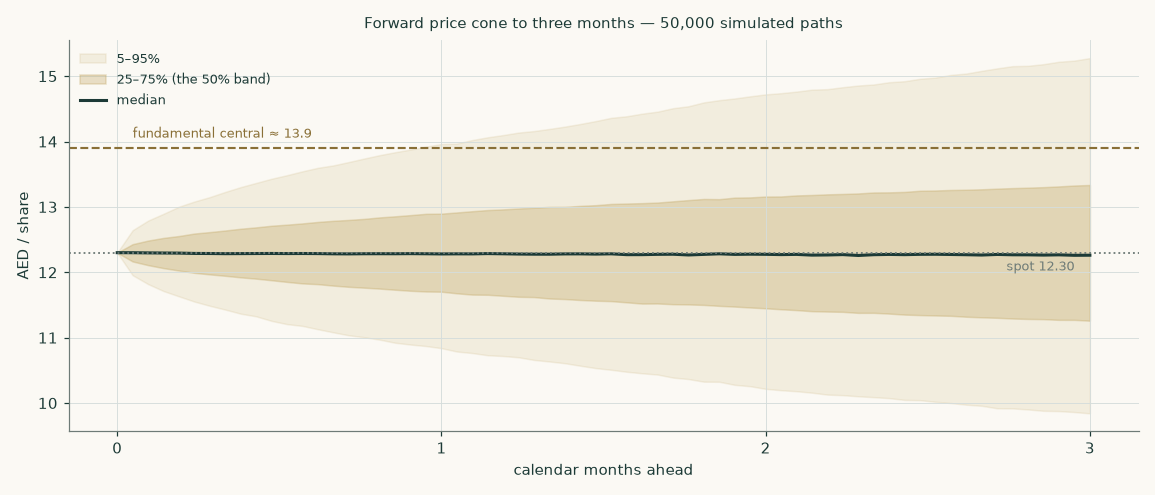 Forward price cone to three months — 50,000 simulated paths
5–95%
25–75% (the 50% band)
median
fundamental central ≈ 13.9
spot 12.30
AED / share
15
14
13
12
11
10
0
1
2
3
calendar months ahead